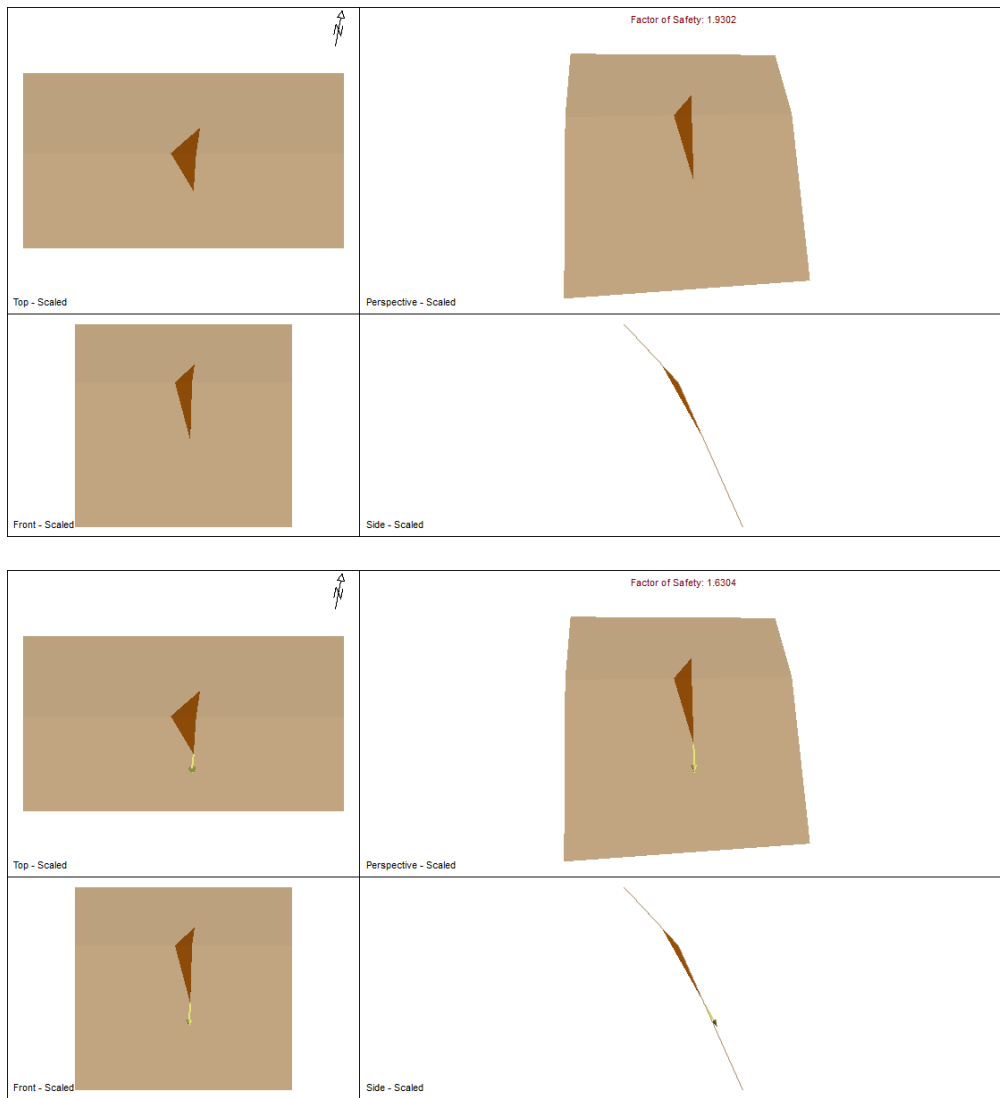 N
Factor of Safety: 1.9302
Top - Scaled
Perspective - Scaled
Front - Scaled
Side - Scaled
N
Factor of Safety: 1.6304
Top - Scaled
Perspective - Scaled
Front - Scaled
Side - Scaled